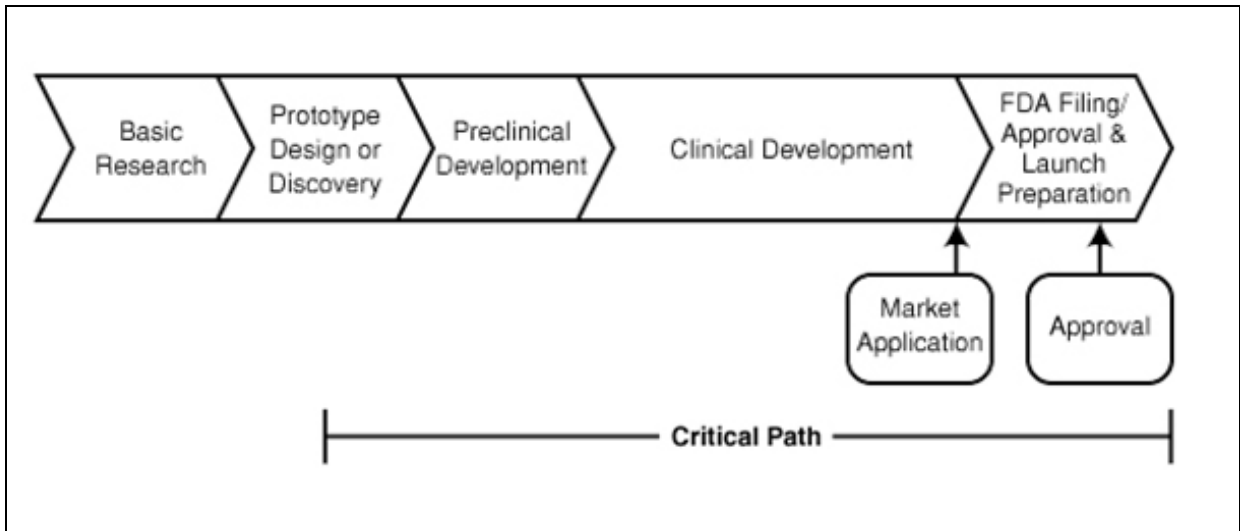 Basic
Research
Prototype
Design or
Discovery
Preclinical
Development
Clinical Development
FDA Filing/
Approval &
Launch
Preparation
Market
Application
Approval
Critical Path